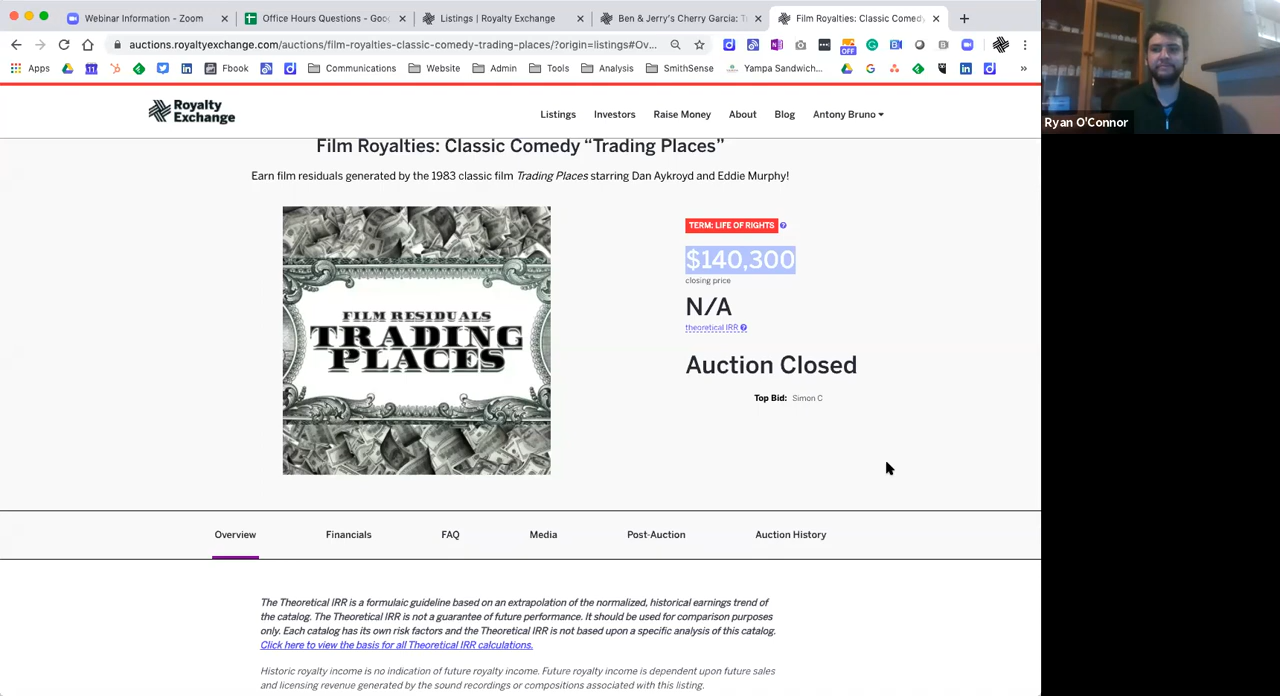 Webinar Information - Zoom
Office Hours Questions - Goo
Listings | Royalty Exchange
Ben & Jerry's Cherry Garcia: T
Film Royalties: Classic Comedy
auctions.royaltyexchange.com/auctions/film-royalties-classic-comedy-trading-places/?origin=listings#Ov...
OFF
Apps
11
Fbook
Communications
Website
Admin
Tools
Analysis
SmithSense
Yampa Sandwich...
Royalty
Exchange
Listings
Investors
Raise Money
About
Blog
Antony Bruno
Film Royalties: Classic Comedy “Trading Places”
Earn film residuals generated by the 1983 classic film Trading Places starring Dan Aykroyd and Eddie Murphy!
FILM RESIDUALS
TRADING
PLACES
TERM: LIFE OF RIGHTS
$140,300
closing price
N/A
theoretical IRR
Auction Closed
Top Bid: Simon C
Overview
Financials
FAQ
Media
Post-Auction
Auction History
The Theoretical IRR is a formulaic guideline based on an extrapolation of the normalized, historical earnings trend of
the catalog. The Theoretical IRR is not a guarantee of future performance. It should be used for comparison purposes
only. Each catalog has its own risk factors and the Theoretical IRR is not based upon a specific analysis of this catalog.
Click here to view the basis for all Theoretical IRR calculations.
Historic royalty income is no indication of future royalty income. Future royalty income is dependent upon future sales
and licensing revenue generated by the sound recordings or compositions associated with this listing.
Ryan O'Connor